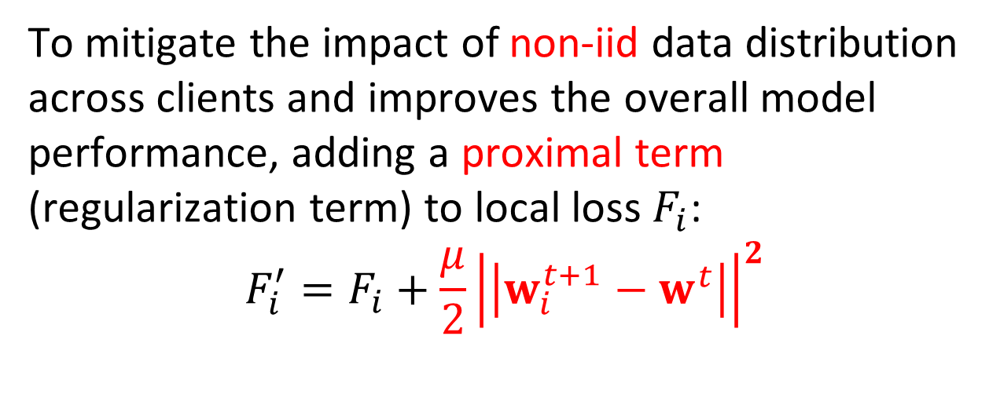 To mitigate the impact of non-iid data distribution
across clients and improves the overall model
performance, adding a proximal term
(regularization term) to local loss $F_i$:
$F_i' = F_i + \frac{\mu}{2} \left|\left| \mathbf{w}_i^{t+1} - \mathbf{w}^t \right|\right|^2$